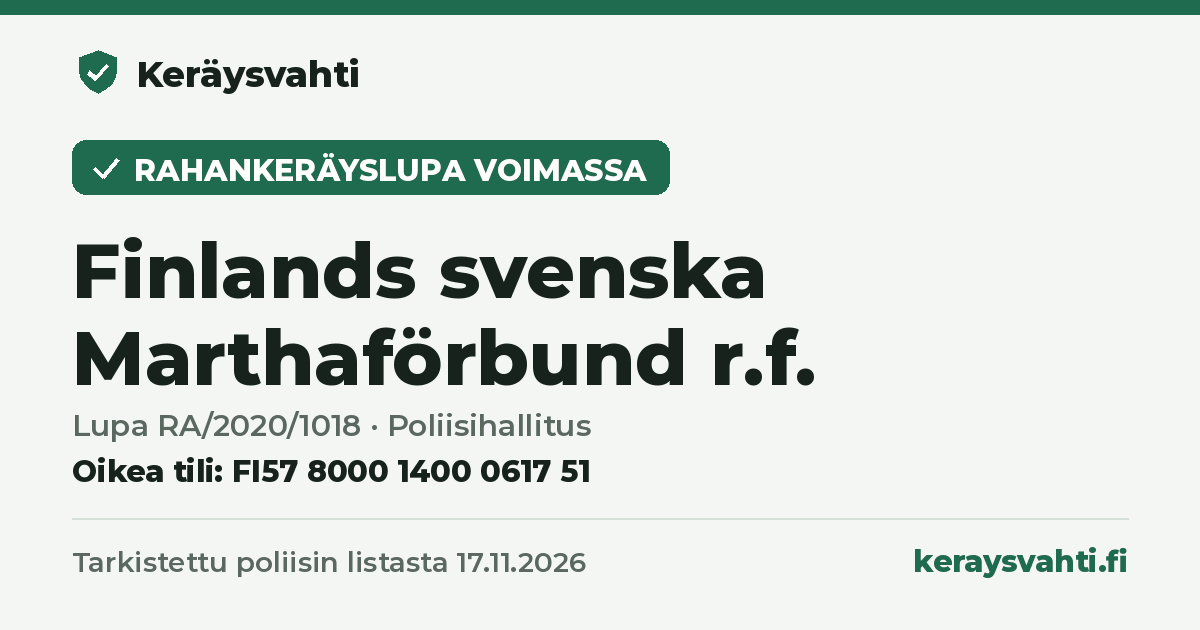 Keräysvahti
RAHANKERÄYSLUPA VOIMASSA
Finlands svenska
Marthaförbund r.f.
Lupa RA/2020/1018 · Poliisihallitus
Oikea tili: FI57 8000 1400 0617 51
Tarkistettu poliisin listasta 17.11.2026
keraysvahti.fi